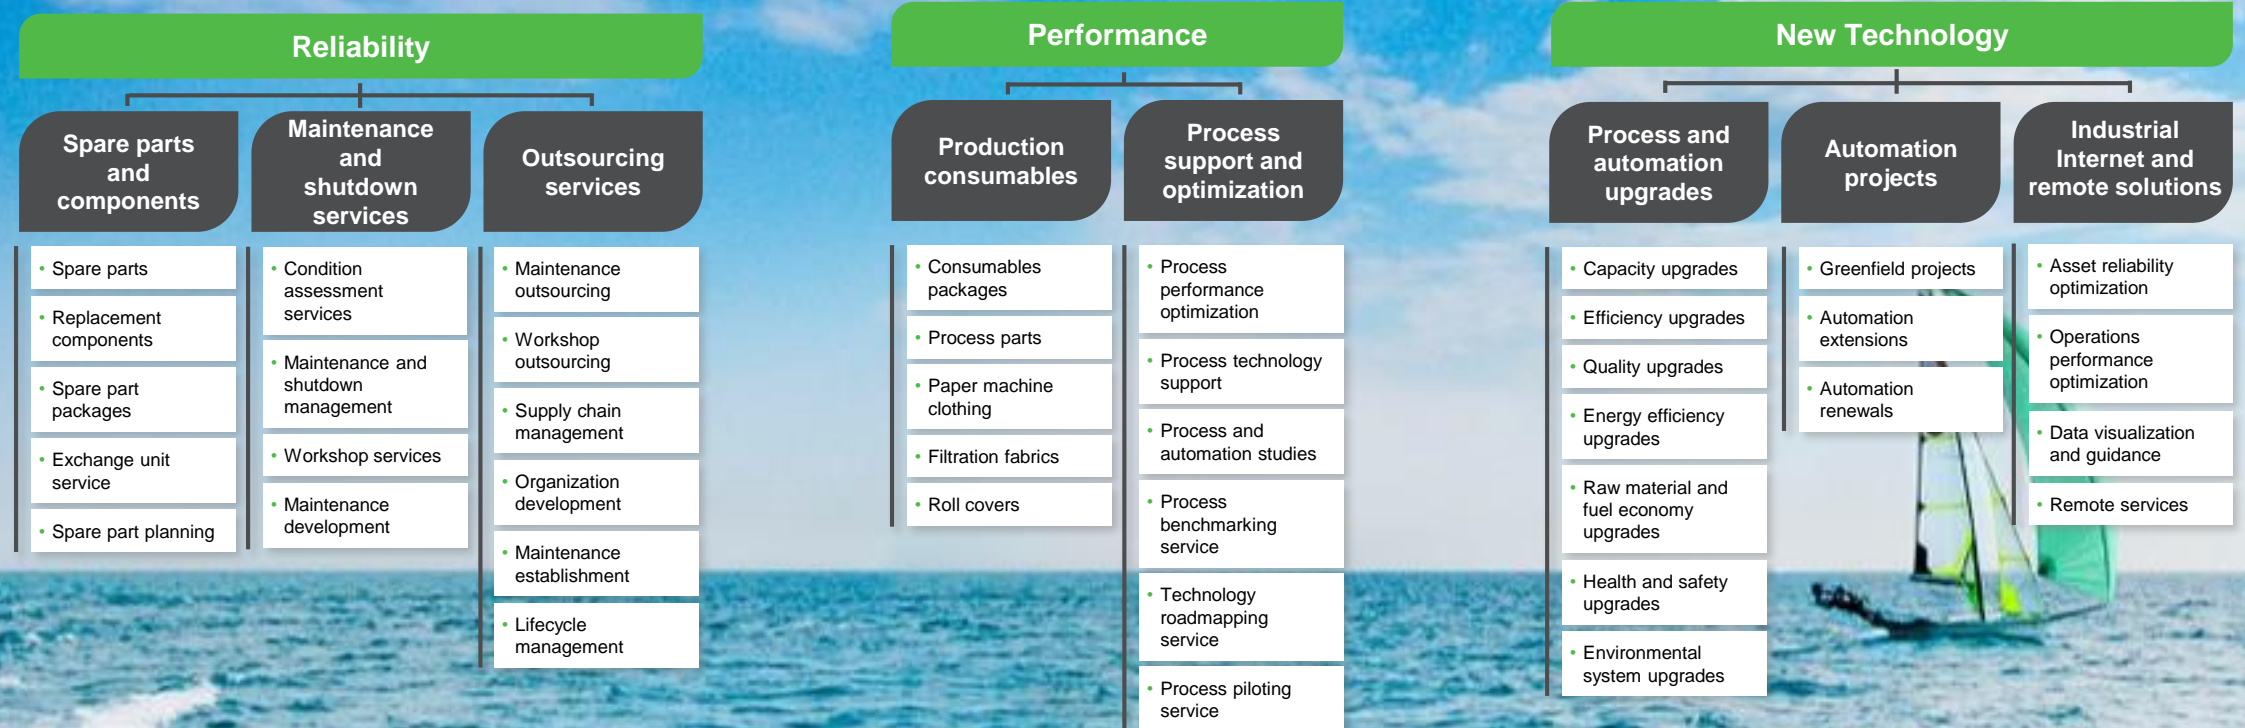 Reliability
Spare parts
and
components
• Spare parts
• Replacement
components
• Spare part
packages
• Exchange unit
service
• Spare part planning
Maintenance
and
shutdown
services
• Condition
assessment
services
• Maintenance and
shutdown
management
• Workshop services
• Maintenance
development
Outsourcing
services
• Maintenance
outsourcing
• Workshop
outsourcing
• Supply chain
management
• Organization
development
• Maintenance
establishment
• Lifecycle
management
Performance
Production
consumables
• Consumables
packages
• Process parts
• Paper machine
clothing
• Filtration fabrics
• Roll covers
Process
support and
optimization
• Process
performance
optimization
• Process technology
support
• Process and
automation studies
• Process
benchmarking
service
• Technology
roadmapping
service
• Process piloting
service
New Technology
Process and
automation
upgrades
• Capacity upgrades
• Efficiency upgrades
• Quality upgrades
• Energy efficiency
upgrades
• Raw material and
fuel economy
upgrades
• Health and safety
upgrades
• Environmental
system upgrades
Automation
projects
• Greenfield projects
• Automation
extensions
• Automation
renewals
Industrial
Internet and
remote solutions
• Asset reliability
optimization
• Operations
performance
optimization
• Data visualization
and guidance
• Remote services